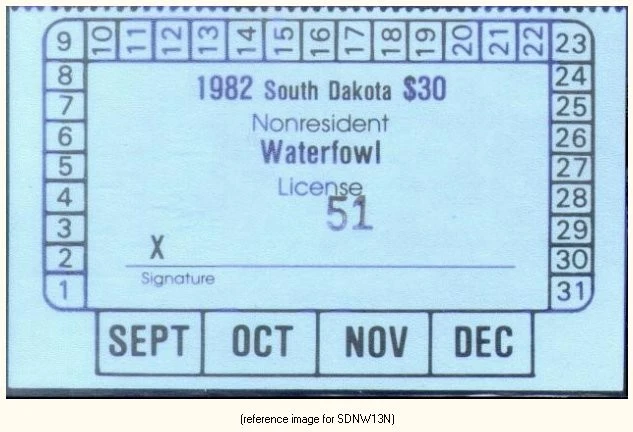 9 10 11 12 13 14 15 16 17 18 19 20 21 22 23
8 24
7 25
6 26
5 27
4 28
3 29
2 30
1 31
1982 South Dakota $30
Nonresident
Waterfowl
License
51
X
Signature
SEPT OCT NOV DEC
(reference image for SDNW13N)